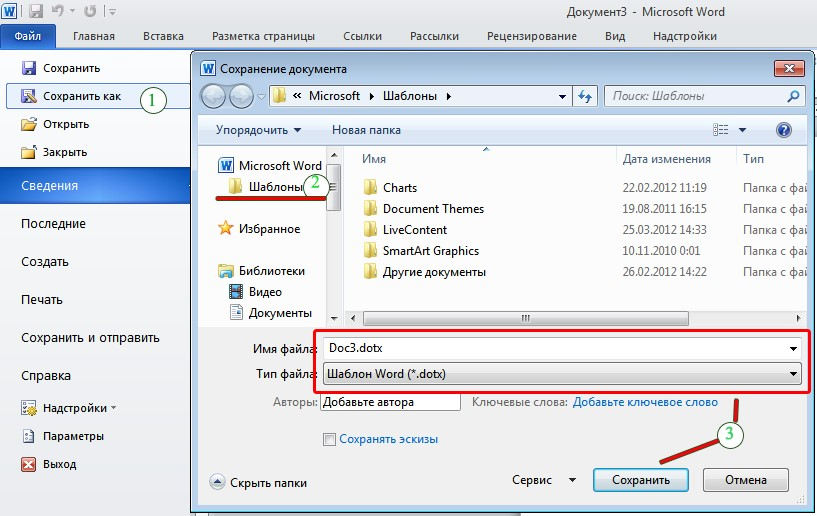 Документ3 - Microsoft Word
Файл Главная Вставка Разметка страницы Ссылки Рассылки Рецензирование Вид Надстройки
Сохранить
Сохранить как
1
Открыть
Закрыть
Сведения
Последние
Создать
Печать
Сохранить и отправить
Справка
Надстройки
Параметры
Выход
Сохранение документа
« Microsoft Шаблоны
Поиск: Шаблоны
Упорядочить Новая папка
Microsoft Word
Шаблоны
2
Избранное
Библиотеки
Видео
Документы
Имя Дата изменения Тип
Charts 22.02.2012 11:19 Папка с фай
Document Themes 19.08.2011 16:15 Папка с фай
LiveContent 25.03.2012 14:33 Папка с фай
SmartArt Graphics 10.11.2010 0:01 Папка с фай
Другие документы 26.02.2012 14:22 Папка с фай
Имя файла: Doc3.dotx
Тип файла: Шаблон Word (*.dotx)
Авторы: Добавьте автора Ключевые слова: Добавьте ключевое слово
3
Сохранять эскизы
Скрыть папки Сервис Сохранить Отмена